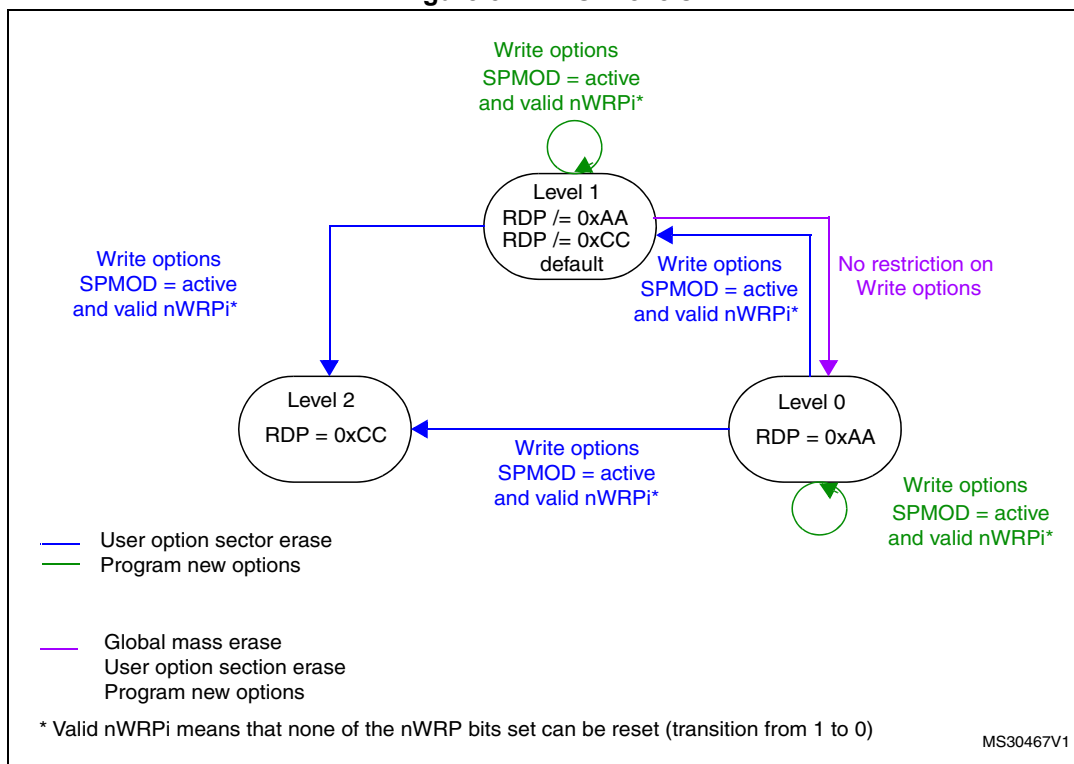 Write options
SPMOD = active
and valid nWRPi*
Level 1
RDP /= 0xAA
RDP /= 0xCC
default
Write options
SPMOD = active
and valid nWRPi*
Write options
SPMOD = active
and valid nWRPi*
No restriction on
Write options
Level 2
RDP = 0xCC
Level 0
RDP = 0xAA
Write options
SPMOD = active
and valid nWRPi*
Write options
SPMOD = active
and valid nWRPi*
User option sector erase
Program new options
Global mass erase
User option section erase
Program new options
* Valid nWRPi means that none of the nWRP bits set can be reset (transition from 1 to 0)
MS30467V1